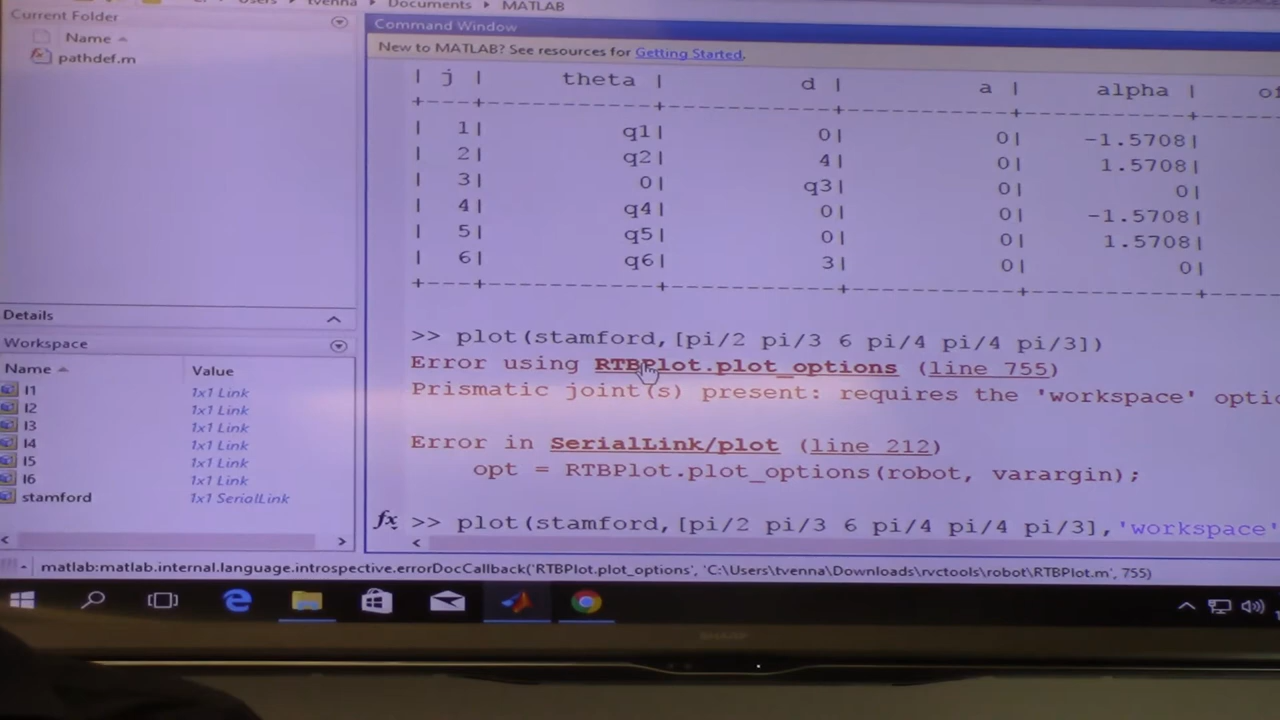 Users
tvenna
Documents
MATLAB
Current Folder
Name
pathdef.m
Details
Workspace
Name Value
l1 1x1 Link
l2 1x1 Link
l3 1x1 Link
l4 1x1 Link
l5 1x1 Link
l6 1x1 Link
stamford 1x1 SerialLink
Command Window
New to MATLAB? See resources for Getting Started.
| j | theta | d | a | alpha | of
+---+-----------+-----------+-----------+-----------+
| 1| q1| 0| 0| -1.5708|
| 2| q2| 4| 0| 1.5708|
| 3| 0| q3| 0| 0|
| 4| q4| 0| 0| -1.5708|
| 5| q5| 0| 0| 1.5708|
| 6| q6| 3| 0| 0|
+---+-----------+-----------+-----------+-----------+
>> plot(stamford,[pi/2 pi/3 6 pi/4 pi/4 pi/3])
Error using RTBPlot.plot_options (line 755)
Prismatic joint(s) present: requires the 'workspace' optio
Error in SerialLink/plot (line 212)
opt = RTBPlot.plot_options(robot, varargin);
fx >> plot(stamford,[pi/2 pi/3 6 pi/4 pi/4 pi/3],'workspace'
matlab:matlab.internal.language.introspective.errorDocCallback('RTBPlot.plot_options', 'C:\Users\tvenna\Downloads\rvctools\robot\RTBPlot.m', 755)
SHARP